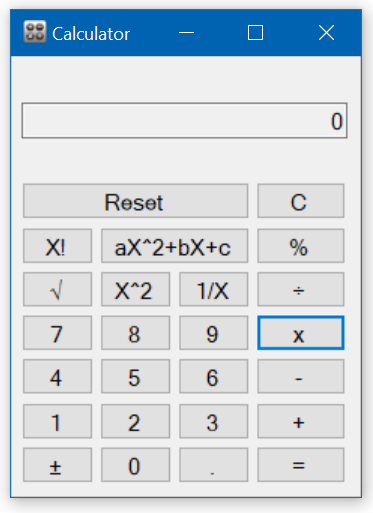 Calculator
0
Reset C
X! aX^2+bX+c %
√ X^2 1/X ÷
7 8 9 x
4 5 6 -
1 2 3 +
± 0 . =